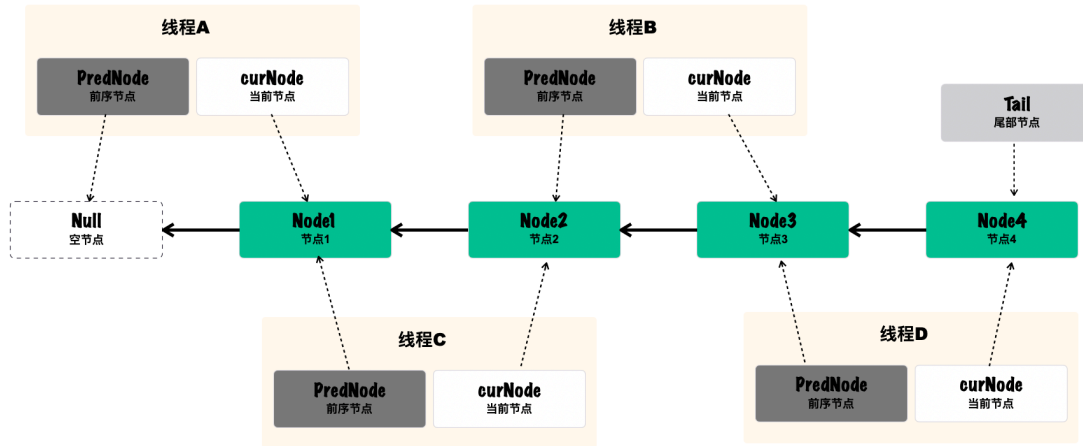 线程A
PredNode
前序节点
curNode
当前节点
线程B
PredNode
前序节点
curNode
当前节点
Tail
尾部节点
Null
空节点
Node1
节点1
Node2
节点2
Node3
节点3
Node4
节点4
线程C
PredNode
前序节点
curNode
当前节点
线程D
PredNode
前序节点
curNode
当前节点